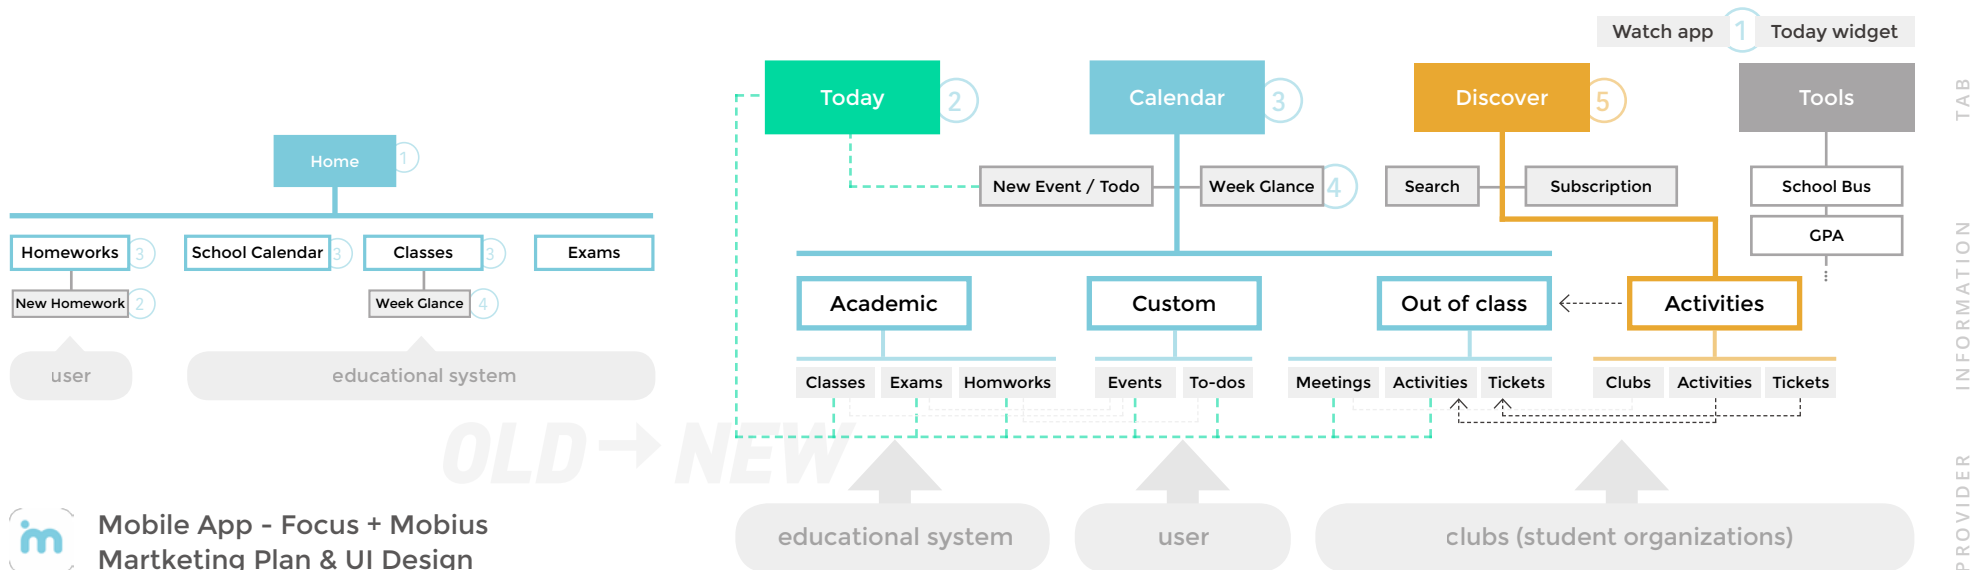 Watch app
1
Today widget
Today
2
Calendar
3
Discover
5
Tools
TAB
Home
1
New Event / Todo
Week Glance
4
Search
Subscription
School Bus
GPA
Homeworks
3
School Calendar
3
Classes
3
Exams
New Homework
2
Week Glance
4
Academic
Custom
Out of class
Activities
INFORMATION
user
educational system
Classes
Exams
Homworks
Events
To-dos
Meetings
Activities
Tickets
Clubs
Activities
Tickets
OLD → NEW
educational system
user
clubs (student organizations)
PROVIDER
im
Mobile App - Focus + Mobius
Martketing Plan & UI Design